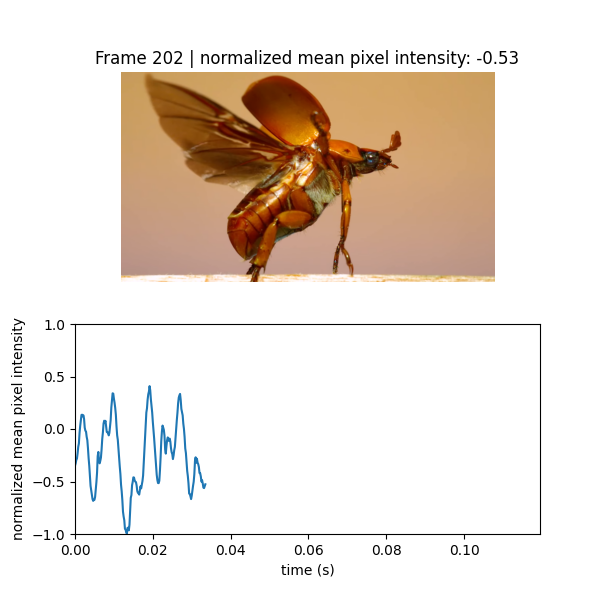 Frame 202 | normalized mean pixel intensity: -0.53
normalized mean pixel intensity
1.0
0.5
0.0
−0.5
−1.0
0.00 0.02 0.04 0.06 0.08 0.10
time (s)